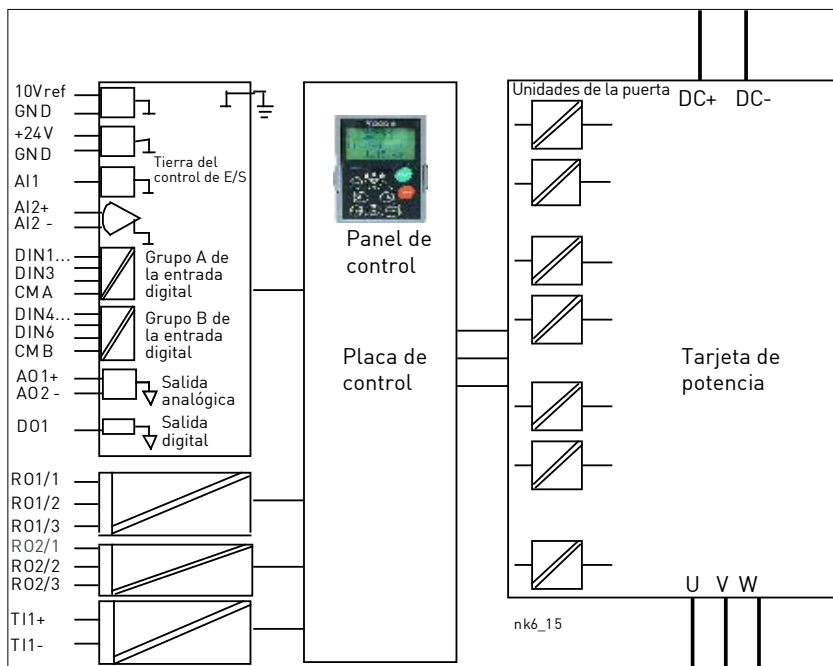 10Vref
GND
+24V
GND
Tierra del
control de E/S
AI1
AI2+
AI2 -
DIN1...
DIN3
CMA
Grupo A de
la entrada
digital
DIN4...
DIN6
CMB
Grupo B de
la entrada
digital
AO1+
AO2 -
Salida
analógica
DO1
Salida
digital
RO1/1
RO1/2
RO1/3
RO2/1
RO2/2
RO2/3
TI1+
TI1-
Panel de
control
Placa de
control
Unidades de la puerta
DC+ DC-
Tarjeta de
potencia
U V W
nk6_15